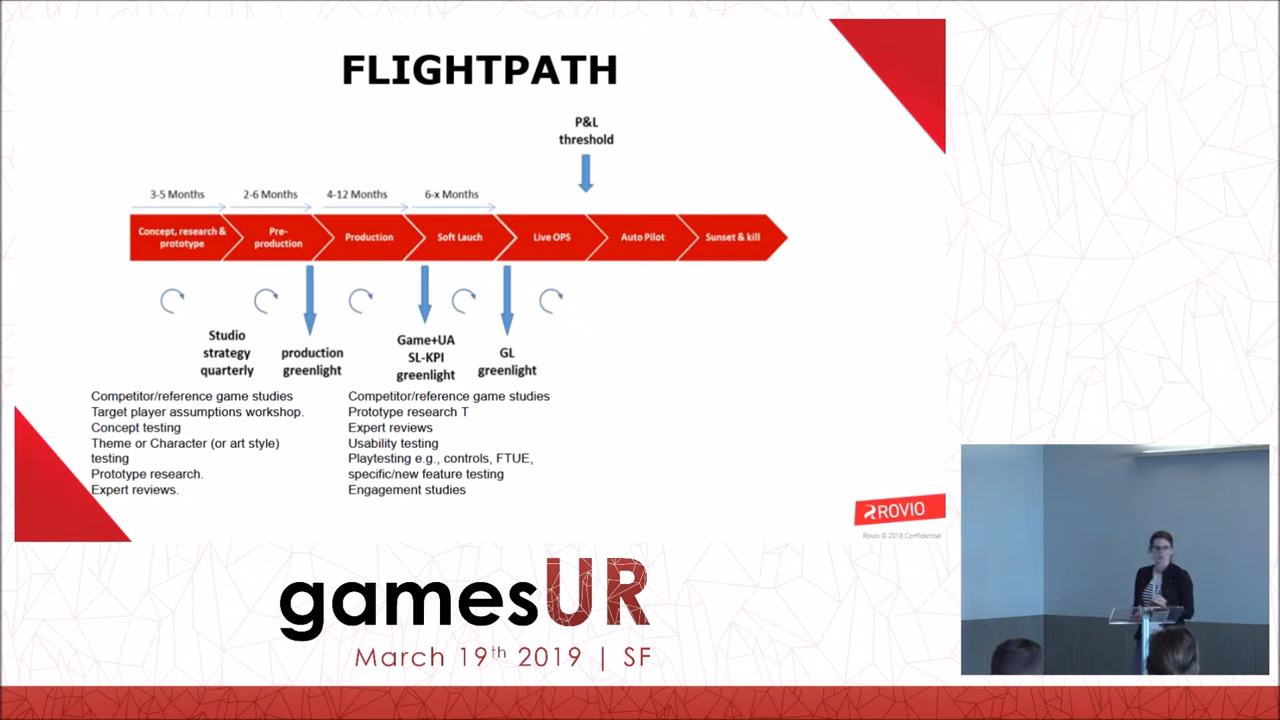 FLIGHTPATH
P&L
threshold
3-5 Months
2-6 Months
4-12 Months
6-x Months
Concept, research &
prototype
Pre-
production
Production
Soft Lauch
Live OPS
Auto Pilot
Sunset & kill
Studio
strategy
quarterly
production
greenlight
Game+UA
SL-KPI
greenlight
GL
greenlight
Competitor/reference game studies
Target player assumptions workshop.
Concept testing
Theme or Character (or art style)
testing
Prototype research.
Expert reviews.
Competitor/reference game studies
Prototype research T
Expert reviews
Usability testing
Playtesting e.g., controls, FTUE,
specific/new feature testing
Engagement studies
ROVIO
Rovio © 2018 Confidential
gamesUR
March 19th 2019 | SF